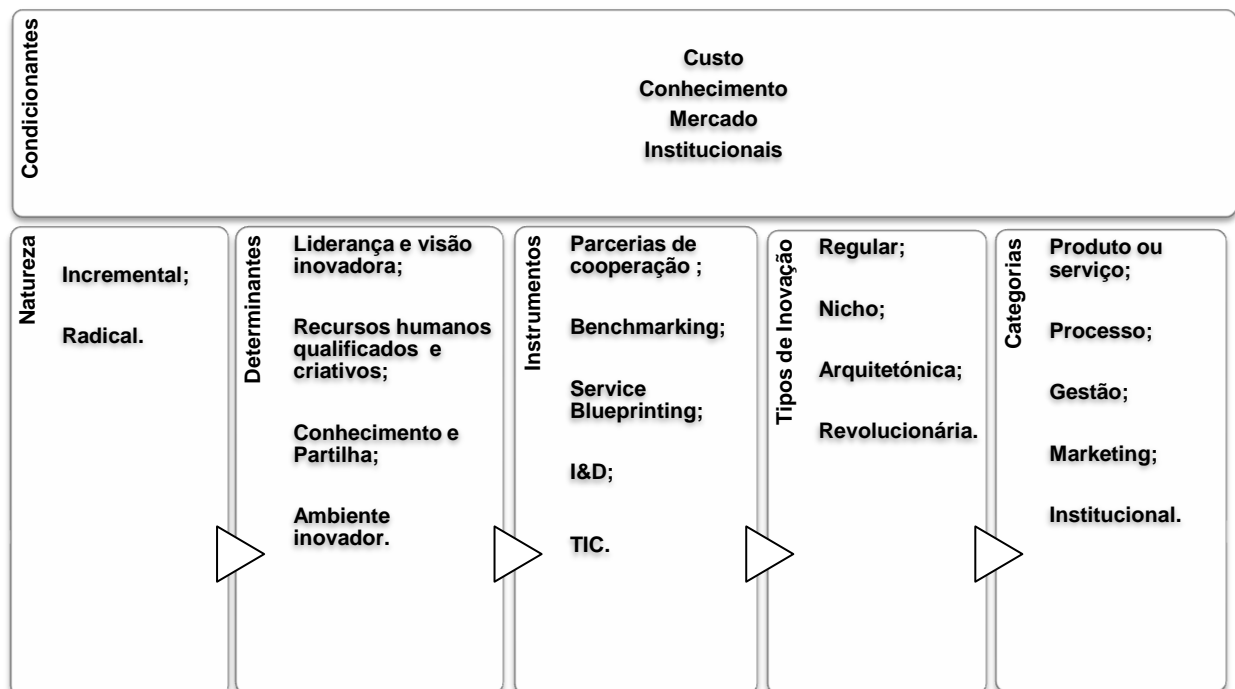 Condicionantes
Custo
Conhecimento
Mercado
Institucionais
Natureza
Incremental;
Radical.
Determinantes
Liderança e visão
inovadora;
Recursos humanos
qualificados e
criativos;
Conhecimento e
Partilha;
Ambiente
inovador.
Instrumentos
Parcerias de
cooperação ;
Benchmarking;
Service
Blueprinting;
I&D;
TIC.
Tipos de Inovação
Regular;
Nicho;
Arquitetónica;
Revolucionária.
Categorias
Produto ou
serviço;
Processo;
Gestão;
Marketing;
Institucional.